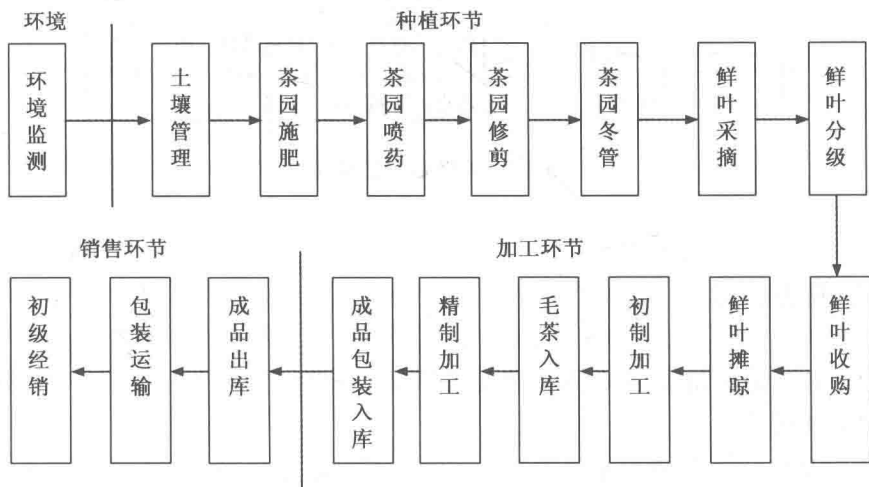 环境
种植环节
环境监测
土壤管理
茶园施肥
茶园喷药
茶园修剪
茶园冬管
鲜叶采摘
鲜叶分级
销售环节
加工环节
初级经销
包装运输
成品出库
成品包装入库
精制加工
毛茶入库
初制加工
鲜叶摊晾
鲜叶收购